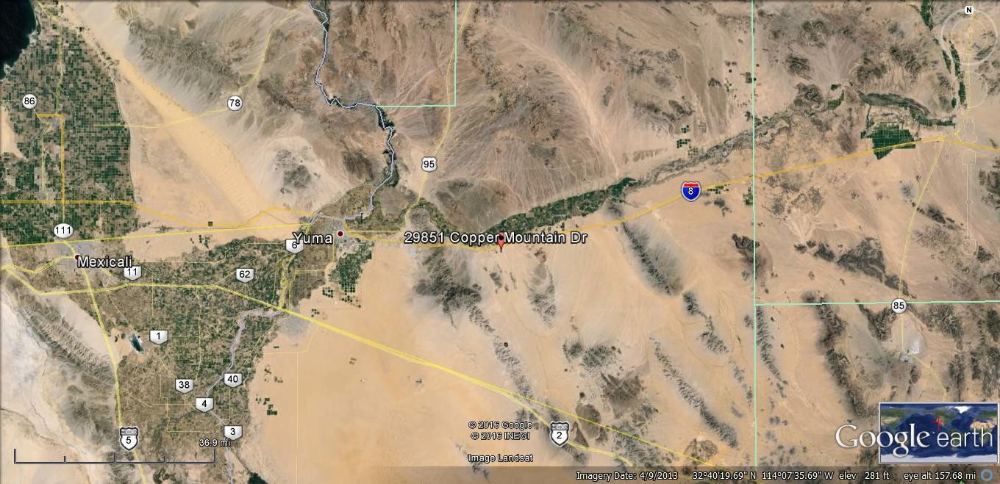 N
86
78
95
8
111
Yuma
29851 Copper Mountain Dr
6
Mexicali
11
62
85
1
40
38
4
3
36.9 mi
MEXICO
5
© 2016 Google
© 2016 INEGI
MEXICO
2
Image Landsat
Google earth
Imagery Date: 4/9/2013 32°40'19.69" N 114°07'35.69" W elev 281 ft eye alt 157.68 mi